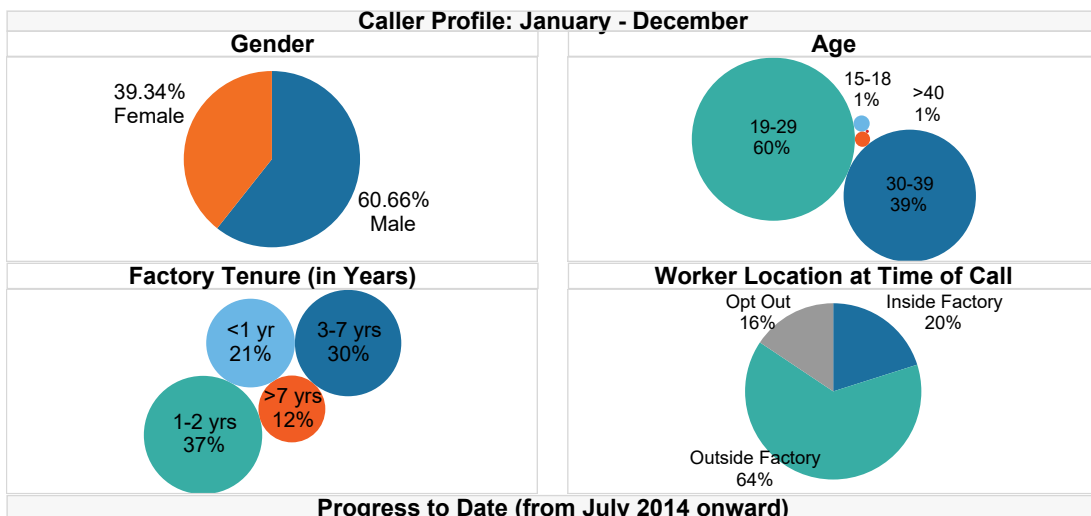 Caller Profile: January - December
Gender
39.34%
Female
60.66%
Male
Age
15-18
1%
>40
1%
19-29
60%
30-39
39%
Factory Tenure (in Years)
<1 yr
21%
3-7 yrs
30%
>7 yrs
12%
1-2 yrs
37%
Worker Location at Time of Call
Opt Out
16%
Inside Factory
20%
Outside Factory
64%
Progress to Date (from July 2014 onward)